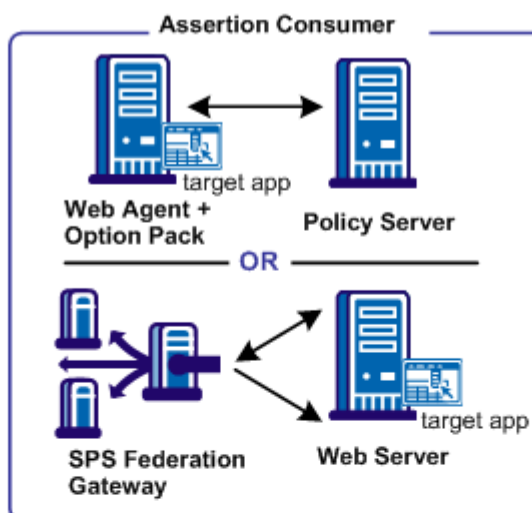 Assertion Consumer
target app
Web Agent +
Option Pack
Policy Server
OR
target app
SPS Federation
Gateway
Web Server